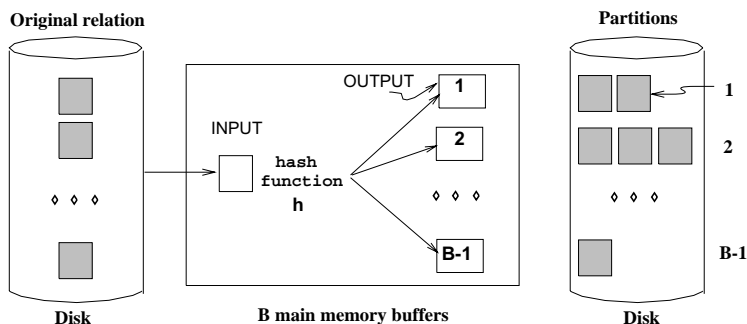 Original relation
Partitions
OUTPUT
1
1
INPUT
2
2
hash
function
h
B-1
B-1
Disk
B main memory buffers
Disk